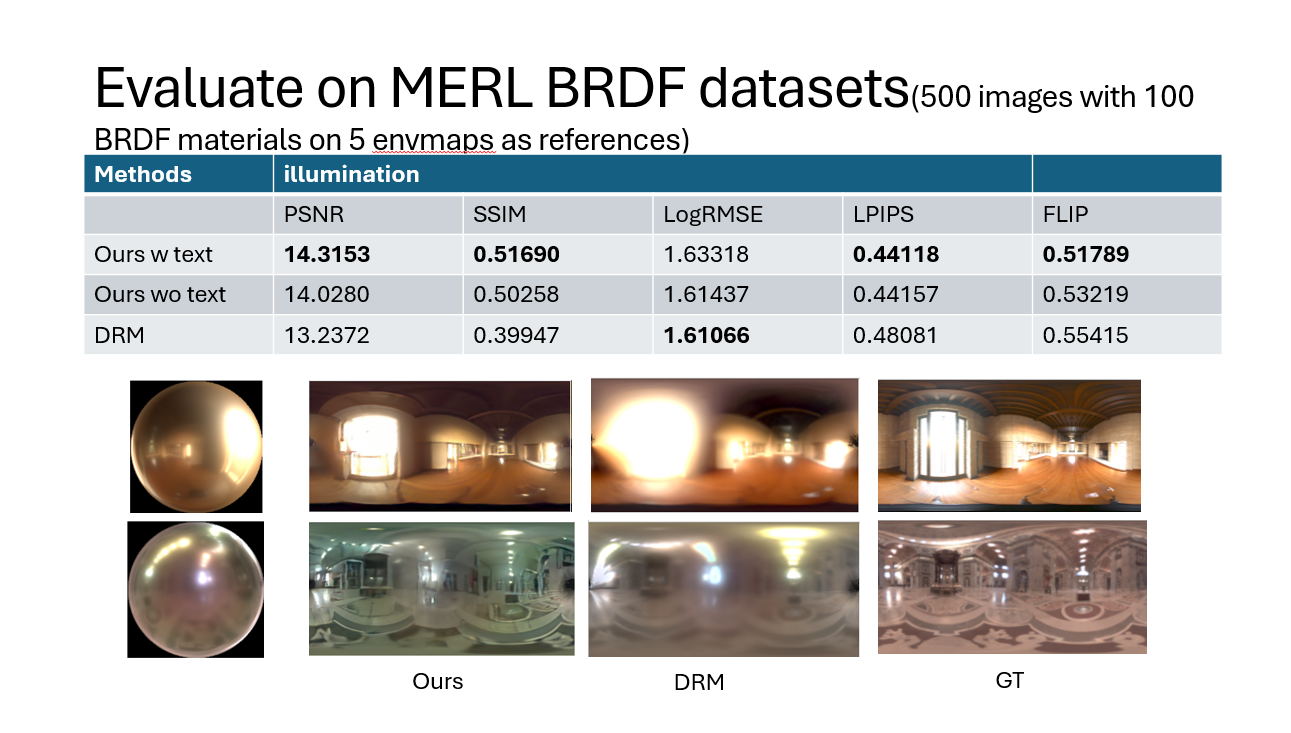 Evaluate on MERL BRDF datasets(500 images with 100
BRDF materials on 5 envmaps as references)
Methods illumination
PSNR SSIM LogRMSE LPIPS FLIP
Ours w text 14.3153 0.51690 1.63318 0.44118 0.51789
Ours wo text 14.0280 0.50258 1.61437 0.44157 0.53219
DRM 13.2372 0.39947 1.61066 0.48081 0.55415
Ours DRM GT